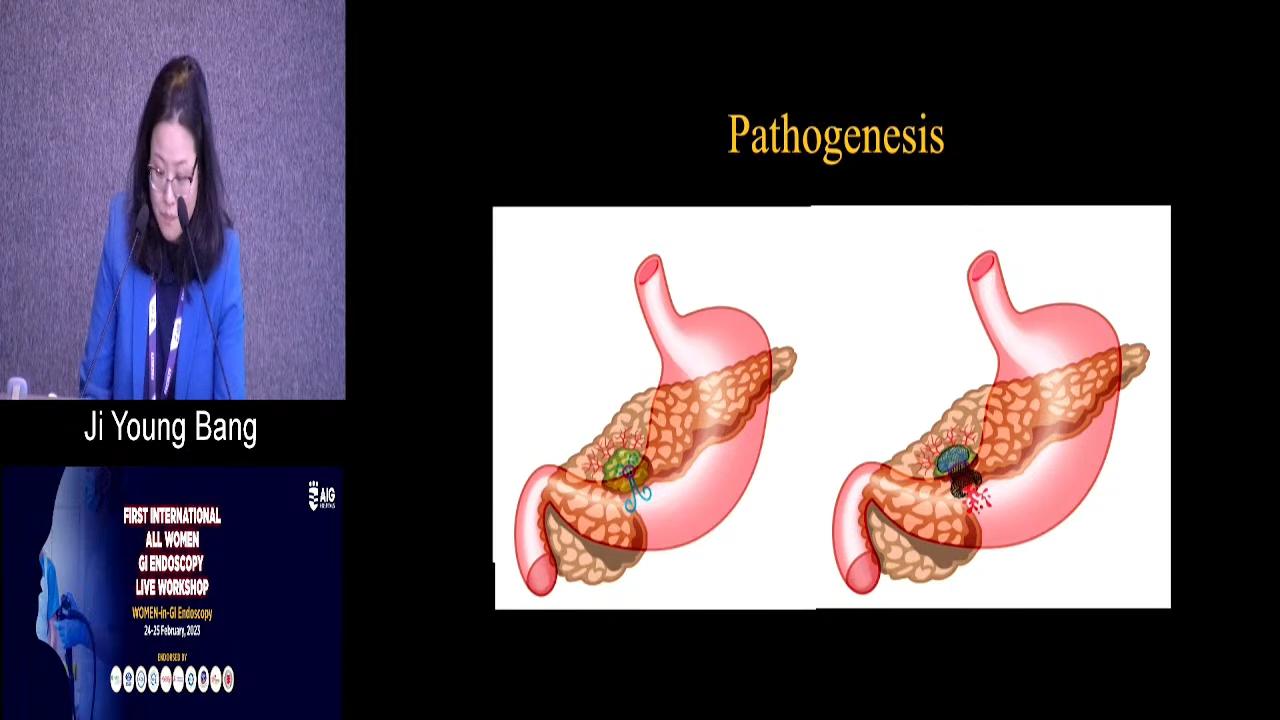 Pathogenesis
Ji Young Bang
AIG
HOSPITALS
FIRST INTERNATIONAL
ALL WOMEN
GI ENDOSCOPY
LIVE WORKSHOP
WOMEN-in-GI Endoscopy
24-25 February, 2023
ENDORSED BY